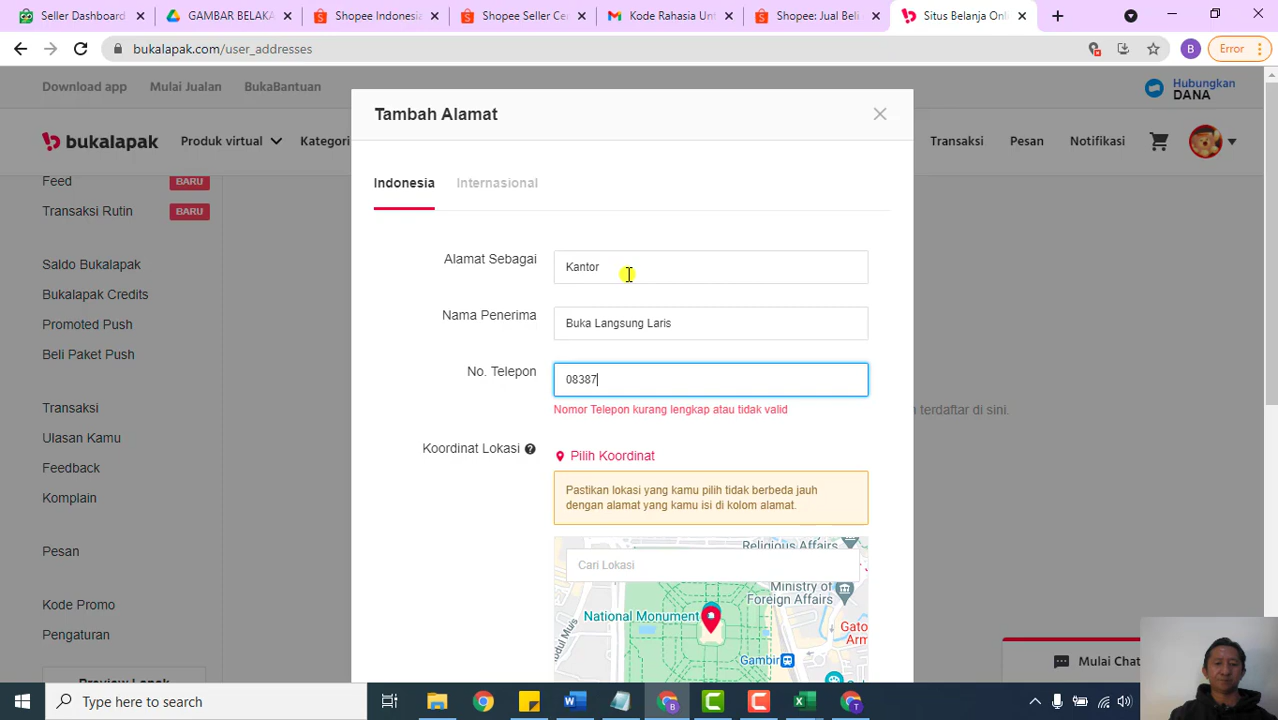 Seller Dashboard
GAMBAR BELAKA
Shopee Indonesia
Shopee Seller Cen
Kode Rahasia Un
Shopee: Jual Beli
Situs Belanja Onl
bukalapak.com/user_addresses
B
Error
Download app
Mulai Jualan
BukaBantuan
Hubungkan
DANA
bukalapak
Produk virtual
Kategori
Transaksi
Pesan
Notifikasi
Feed
BARU
Transaksi Rutin
BARU
Saldo Bukalapak
Bukalapak Credits
Promoted Push
Beli Paket Push
Transaksi
Ulasan Kamu
Feedback
Komplain
Pesan
Kode Promo
Pengaturan
Preview Lapak
Tambah Alamat
Indonesia
Internasional
Alamat Sebagai
Kantor
Nama Penerima
Buka Langsung Laris
No. Telepon
08387
Nomor Telepon kurang lengkap atau tidak valid
Koordinat Lokasi
Pilih Koordinat
Pastikan lokasi yang kamu pilih tidak berbeda jauh
dengan alamat yang kamu isi di kolom alamat.
Religious Affairs
Cari Lokasi
Ministry of
Foreign Affairs
National Monument
Gambir
terdaftar di sini.
Mulai Chat
Type here to search